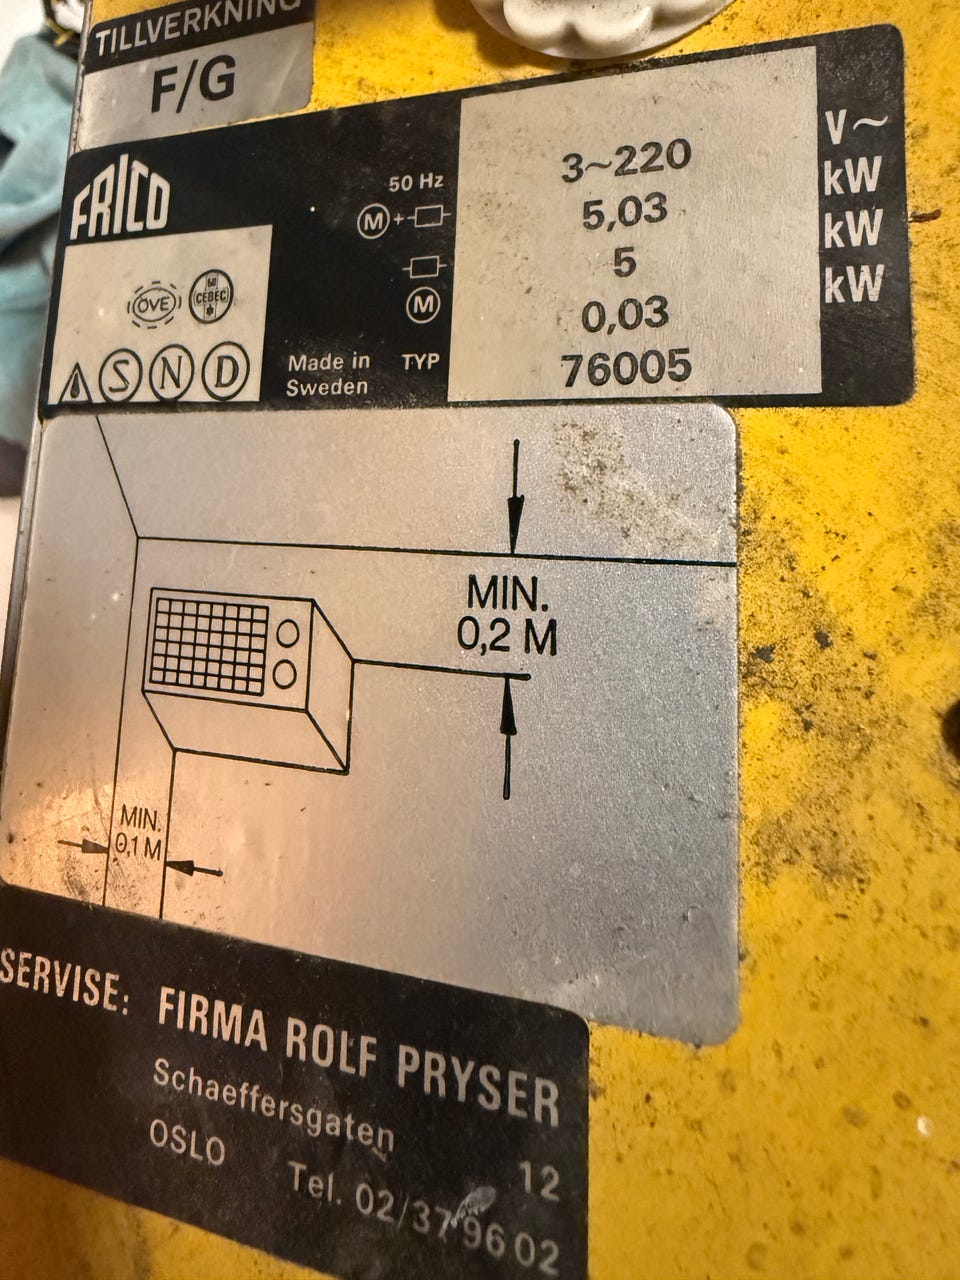 TILLVERKNING
F/G
FRICO
50 Hz
3~220 V~
M + 5,03 kW
5 kW
M 0,03 kW
ÖVE CEBEC
S N D
Made in
Sweden
TYP 76005
MIN.
0,2 M
MIN.
0,1 M
SERVISE: FIRMA ROLF PRYSER
Schaeffersgaten 12
OSLO Tel. 02/37 96 02